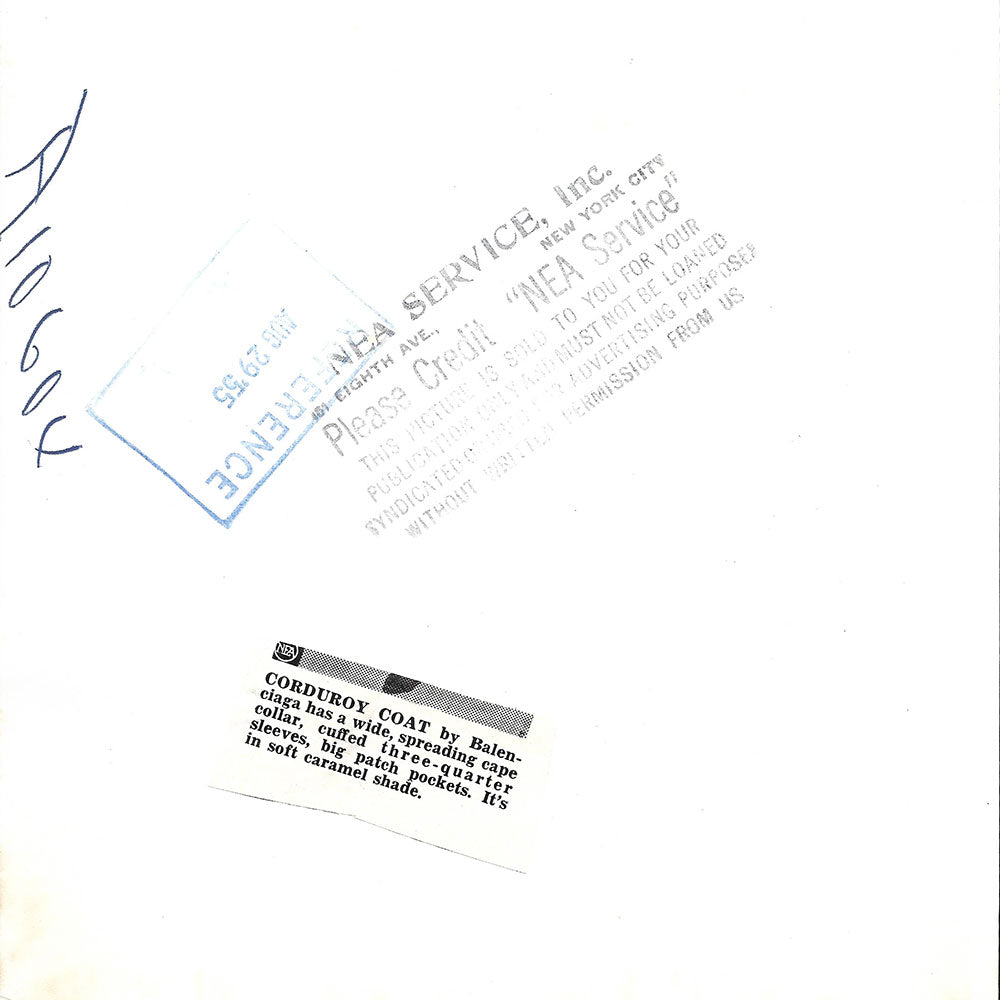 A10604
NEA SERVICE, Inc.
461 EIGHTH AVE., NEW YORK CITY
Please Credit "NEA Service"
THIS PICTURE IS SOLD TO YOU FOR YOUR
PUBLICATION ONLY AND MUST NOT BE LOANED
SYNDICATED OR USED FOR ADVERTISING PURPOSES
WITHOUT WRITTEN PERMISSION FROM US
REFERENCE
AUG 29 '55
NEA
CORDUROY COAT by Balen-
ciaga has a wide, spreading cape
collar, cuffed three-quarter
sleeves, big patch pockets. It's
in soft caramel shade.